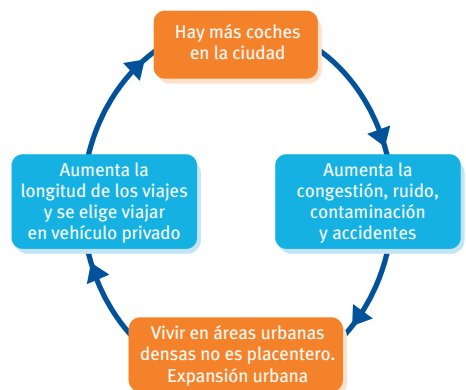 Hay más coches
en la ciudad
Aumenta la
congestión, ruido,
contaminación
y accidentes
Vivir en áreas urbanas
densas no es placentero.
Expansión urbana
Aumenta la
longitud de los viajes
y se elige viajar
en vehículo privado